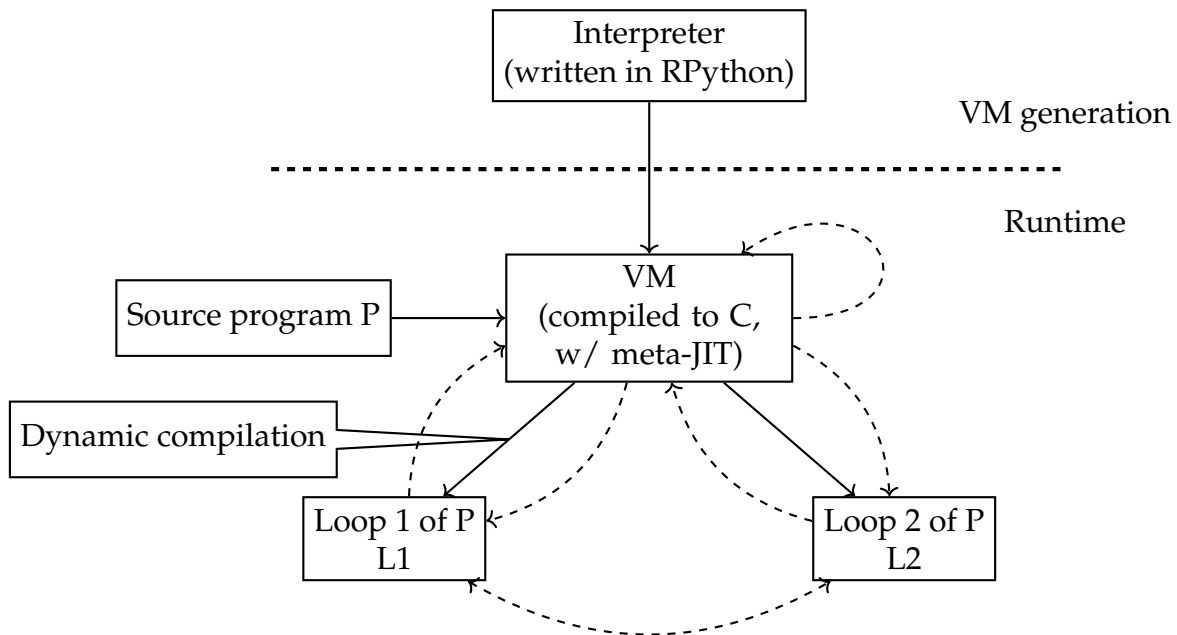 Interpreter
(written in RPython)
VM generation
Runtime
VM
(compiled to C,
w/ meta-JIT)
Source program P
Dynamic compilation
Loop 1 of P
L1
Loop 2 of P
L2